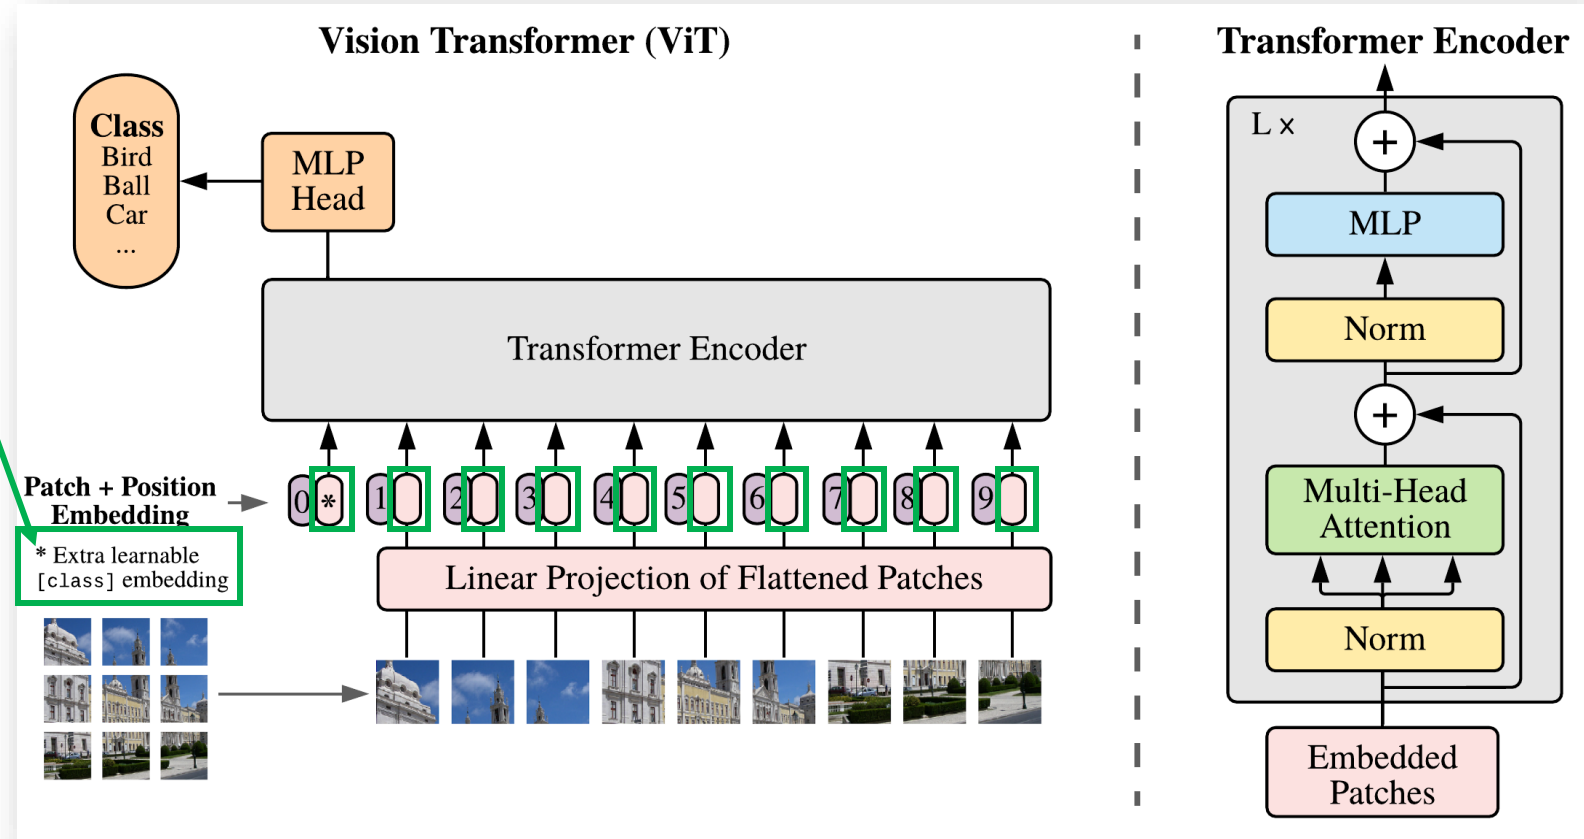 Vision Transformer (ViT)
Class
Bird
Ball
Car
...
MLP
Head
Transformer Encoder
Patch + Position
Embedding
0 * 1 2 3 4 5 6 7 8 9
* Extra learnable
[class] embedding
Linear Projection of Flattened Patches
Transformer Encoder
L ×
+
MLP
Norm
+
Multi-Head
Attention
Norm
Embedded
Patches